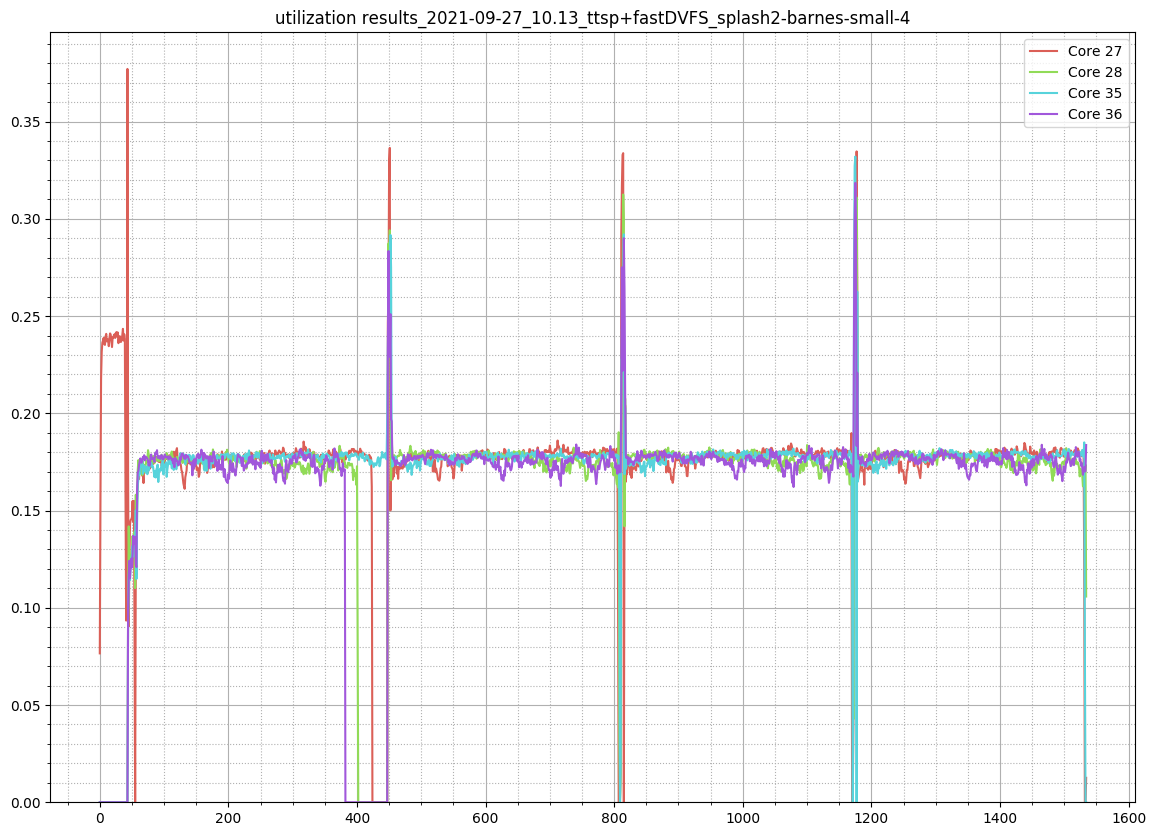 utilization results_2021-09-27_10.13_ttsp+fastDVFS_splash2-barnes-small-4
Core 27
Core 28
Core 35
Core 36
0.35
0.30
0.25
0.20
0.15
0.10
0.05
0.00
0 200 400 600 800 1000 1200 1400 1600